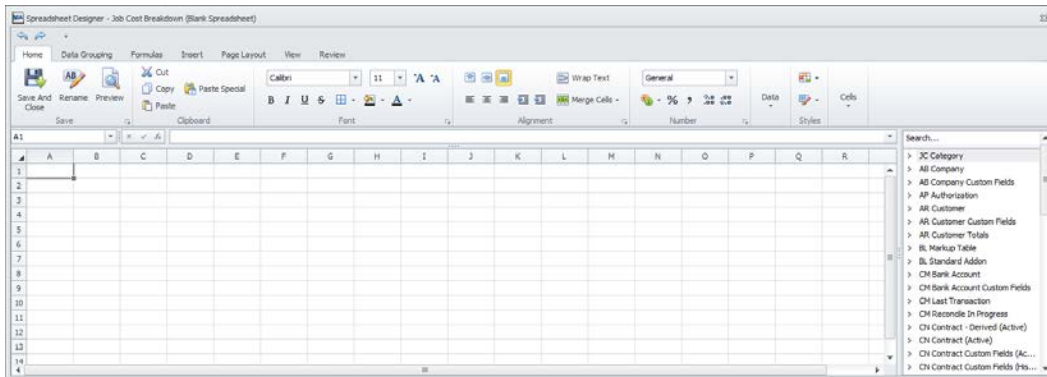 Spreadsheet Designer - Job Cost Breakdown (Blank Spreadsheet)
Home Data Grouping Formulas Insert Page Layout View Review
Save And Close Rename Preview
Cut
Copy
Paste
Paste Special
Calibri 11 A A
B I U S A
Wrap Text
Merge Cells
General
% ,
Data
Cells
Save Clipboard Font Alignment Number Styles
A1
Search...
A B C D E F G H I J K L M N O P Q R
1
2
3
4
5
6
7
8
9
10
11
12
13
14
JC Category
AB Company
AB Company Custom Fields
AP Authorization
AR Customer
AR Customer Custom Fields
AR Customer Totals
BL Markup Table
BL Standard Addon
CM Bank Account
CM Bank Account Custom Fields
CM Last Transaction
CM Reconcile In Progress
CN Contract - Derived (Active)
CN Contract (Active)
CN Contract Custom Fields (Ac...
CN Contract Custom Fields (His...